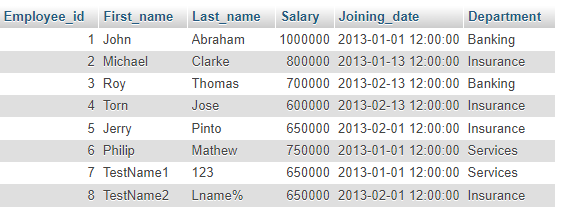 Employee_id First_name Last_name Salary Joining_date Department
1 John Abraham 1000000 2013-01-01 12:00:00 Banking
2 Michael Clarke 800000 2013-01-13 12:00:00 Insurance
3 Roy Thomas 700000 2013-02-13 12:00:00 Banking
4 Torn Jose 600000 2013-02-13 12:00:00 Insurance
5 Jerry Pinto 650000 2013-02-01 12:00:00 Insurance
6 Philip Mathew 750000 2013-01-01 12:00:00 Services
7 TestName1 123 650000 2013-01-01 12:00:00 Services
8 TestName2 Lname% 650000 2013-02-01 12:00:00 Insurance